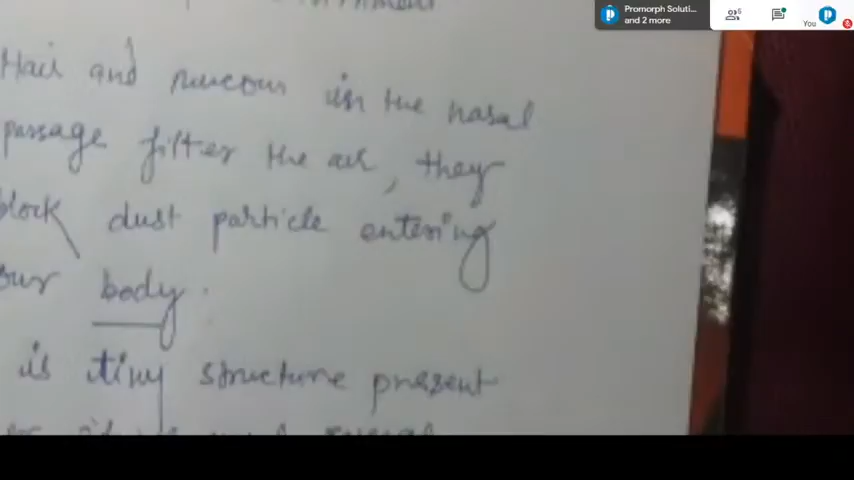 Promorph Soluti...
and 2 more
6
You
Hair and mucous in the nasal
passage filter the air, they
block dust particle entering
our body.
is tiny structure present